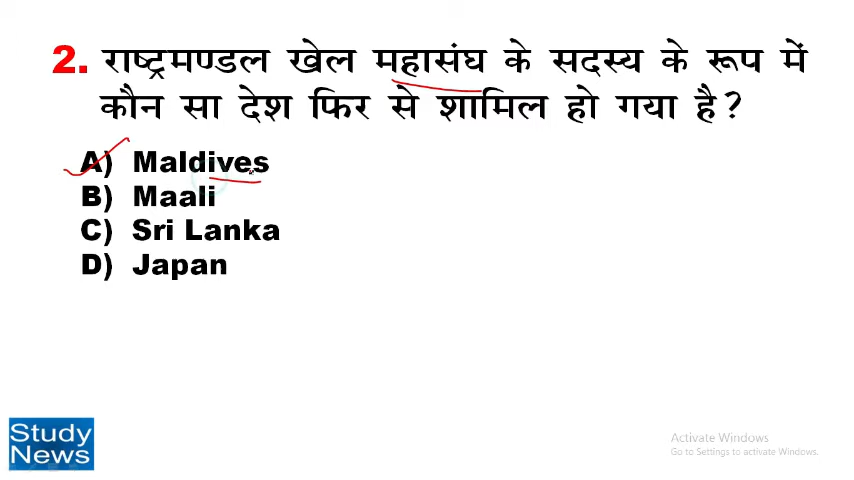 2. राष्ट्रमण्डल खेल महासंघ के सदस्य के रूप में
कौन सा देश फिर से शामिल हो गया है?
A) Maldives
B) Maali
C) Sri Lanka
D) Japan
Study
News
Activate Windows
Go to Settings to activate Windows.